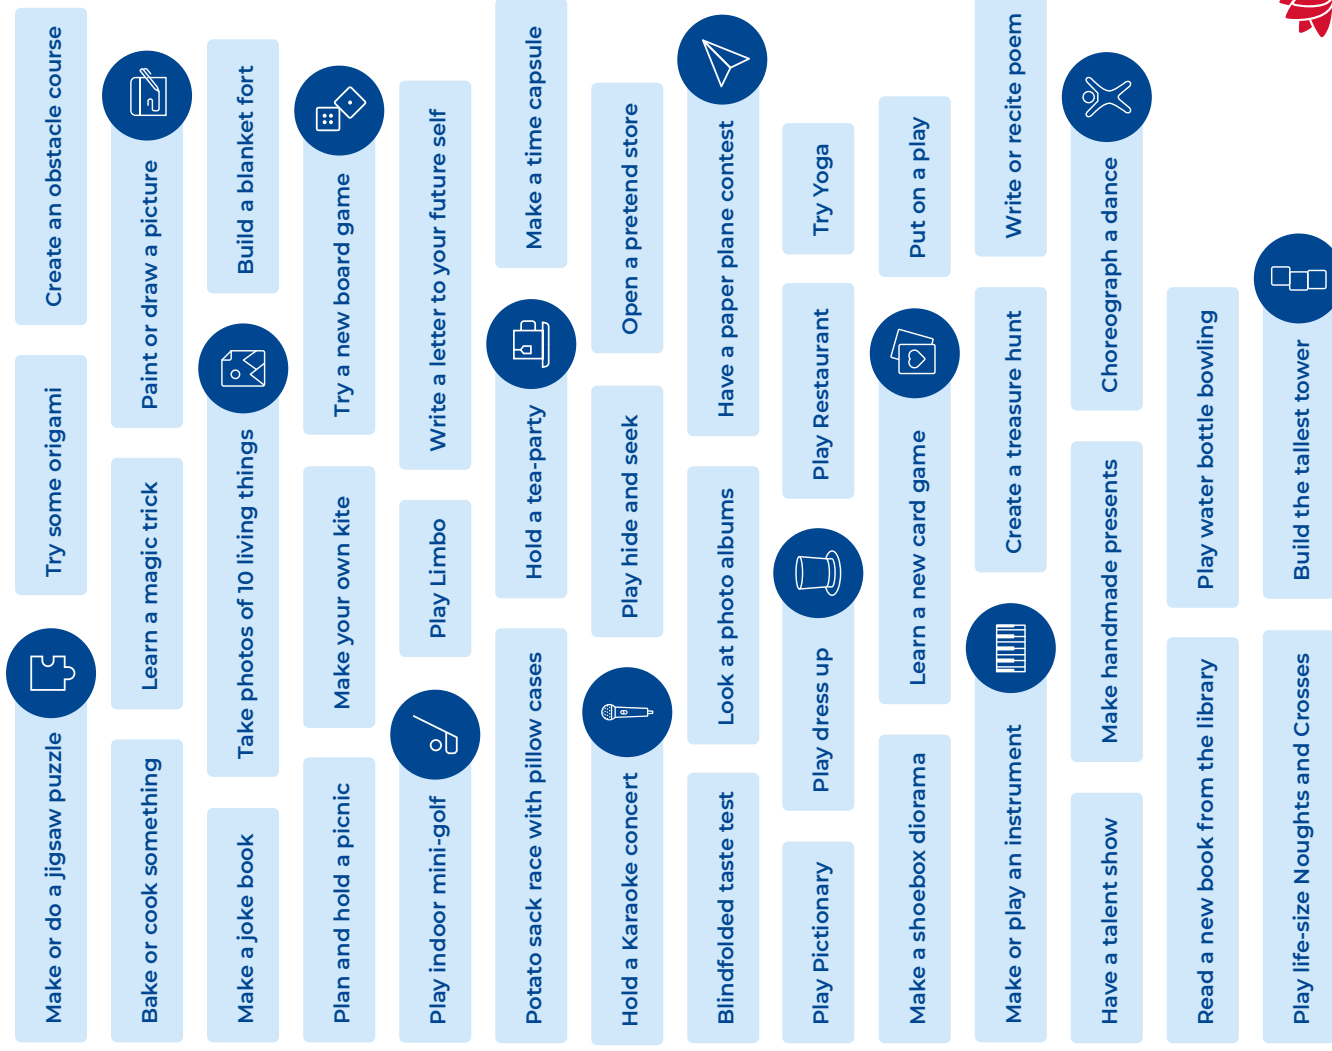 Make or do a jigsaw puzzle
Try some origami
Create an obstacle course
Bake or cook something
Learn a magic trick
Paint or draw a picture
Make a joke book
Take photos of 10 living things
Build a blanket fort
Plan and hold a picnic
Make your own kite
Try a new board game
Play indoor mini-golf
Play Limbo
Write a letter to your future self
Potato sack race with pillow cases
Hold a tea-party
Make a time capsule
Hold a Karaoke concert
Play hide and seek
Open a pretend store
Blindfolded taste test
Look at photo albums
Have a paper plane contest
Play Pictionary
Play dress up
Play Restaurant
Try Yoga
Make a shoebox diorama
Learn a new card game
Put on a play
Make or play an instrument
Create a treasure hunt
Write or recite poem
Have a talent show
Make handmade presents
Choreograph a dance
Read a new book from the library
Play water bottle bowling
Play life-size Noughts and Crosses
Build the tallest tower